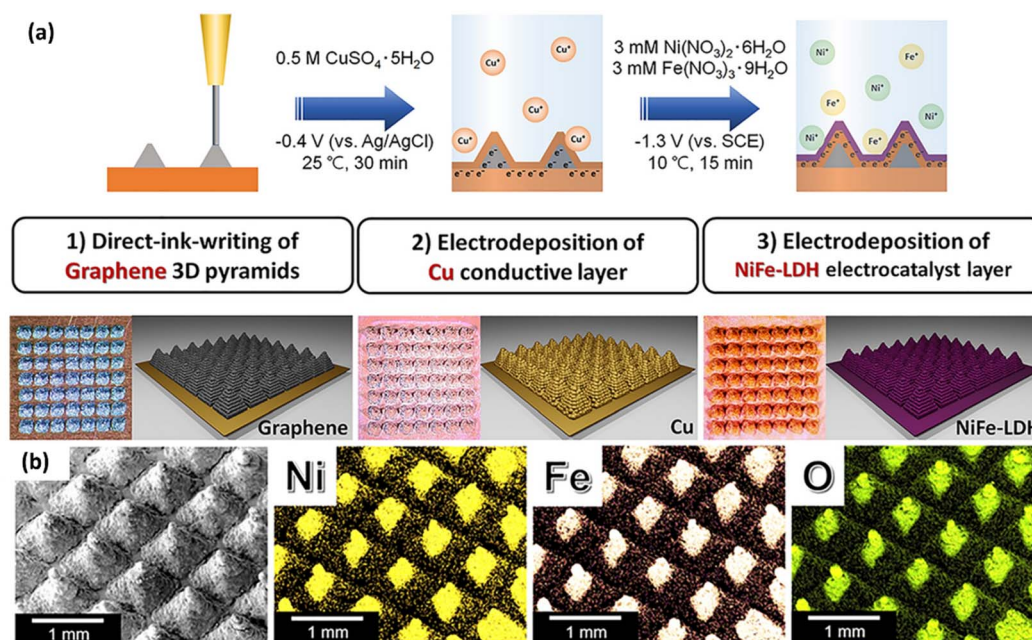 (a)
0.5 M CuSO₄·5H₂O
-0.4 V (vs. Ag/AgCl)
25 ℃, 30 min
Cu⁺
Cu⁺
Cu⁺
Cu⁺
Cu⁺
e⁻ e⁻ e⁻ e⁻ e⁻ e⁻
3 mM Ni(NO₃)₂·6H₂O
3 mM Fe(NO₃)₃·9H₂O
-1.3 V (vs. SCE)
10 ℃, 15 min
Ni⁺
Fe⁺
Ni⁺
Fe⁺
Ni⁺
Ni⁺
Fe⁺
e⁻ e⁻ e⁻ e⁻ e⁻ e⁻
1) Direct-ink-writing of
Graphene 3D pyramids
2) Electrodeposition of
Cu conductive layer
3) Electrodeposition of
NiFe-LDH electrocatalyst layer
Graphene
Cu
NiFe-LDH
(b)
Ni
Fe
O
1 mm
1 mm
1 mm
1 mm